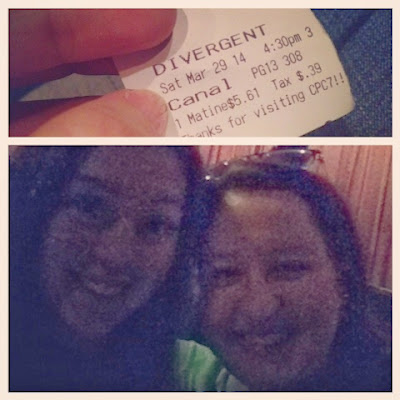 DIVERGENT
Sat Mar 29 14 4:30pm 3
Canal PG13 308
1 Matine$5.61 Tax $.39
Thanks for visiting CPC7!!